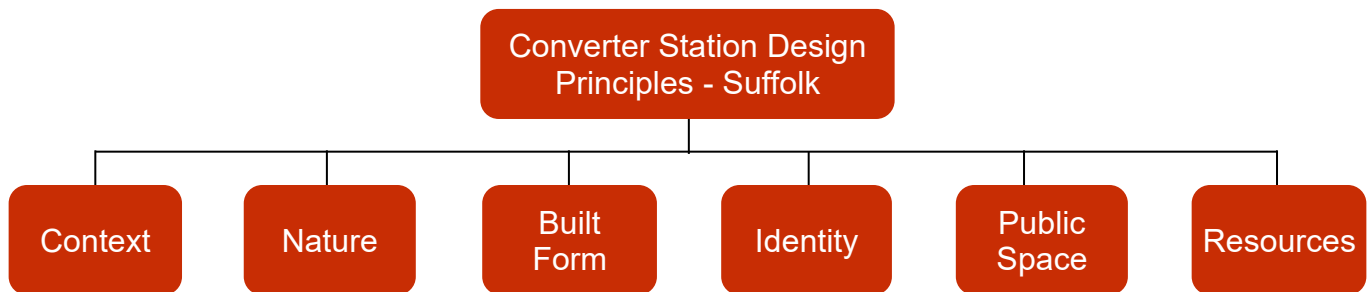 Converter Station Design
Principles - Suffolk
Context
Nature
Built
Form
Identity
Public
Space
Resources